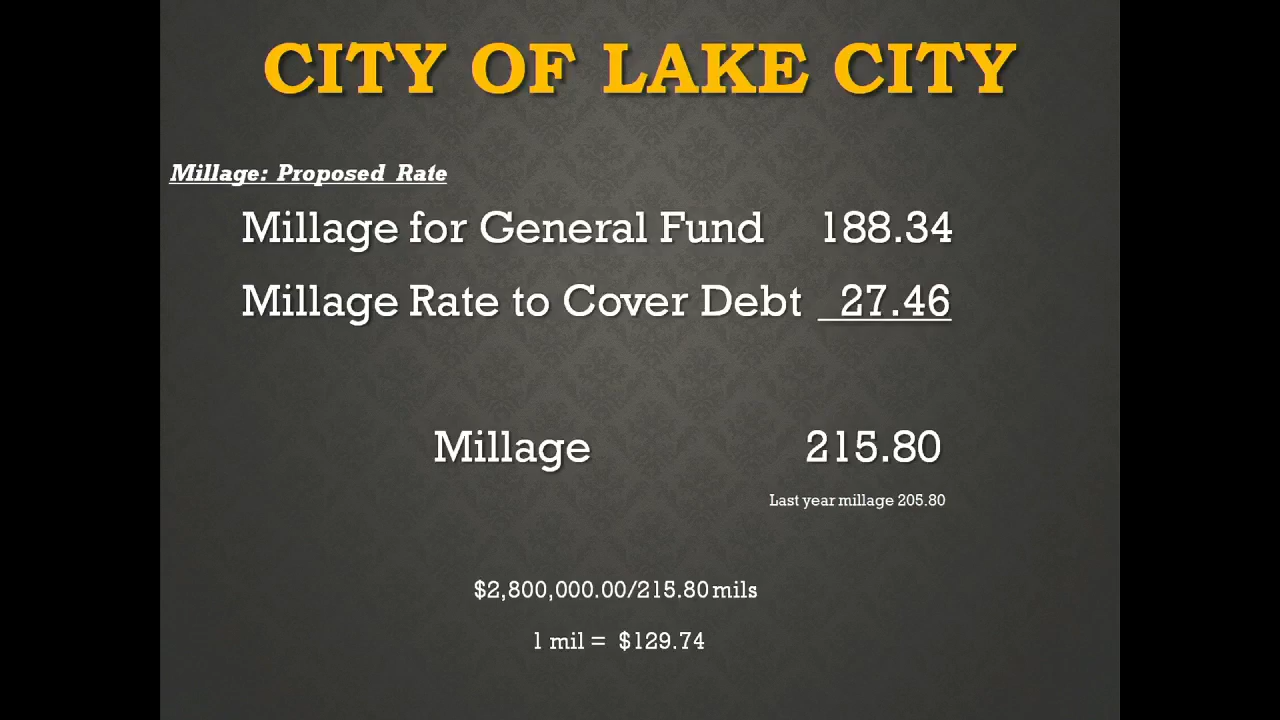 CITY OF LAKE CITY
Millage: Proposed Rate
Millage for General Fund 188.34
Millage Rate to Cover Debt 27.46
Millage 215.80
Last year millage 205.80
$2,800,000.00/215.80 mils
1 mil = $129.74